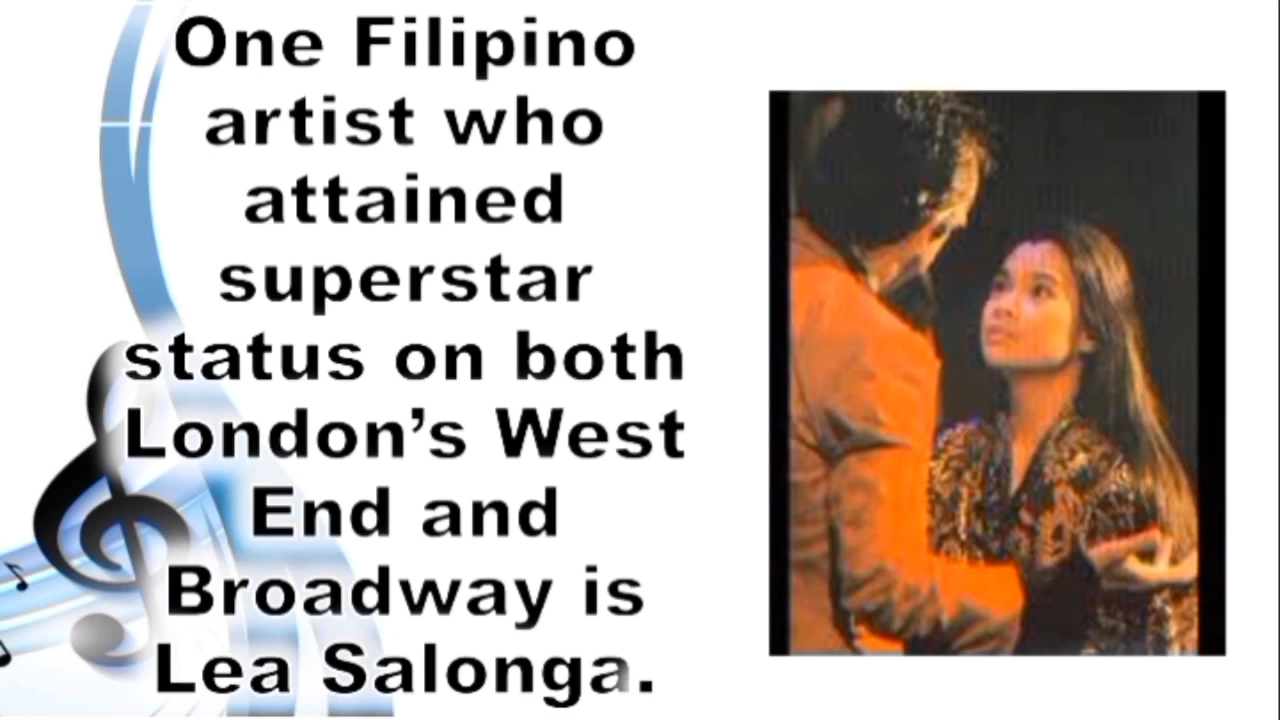 One Filipino
artist who
attained
superstar
status on both
London’s West
End and
Broadway is
Lea Salonga.